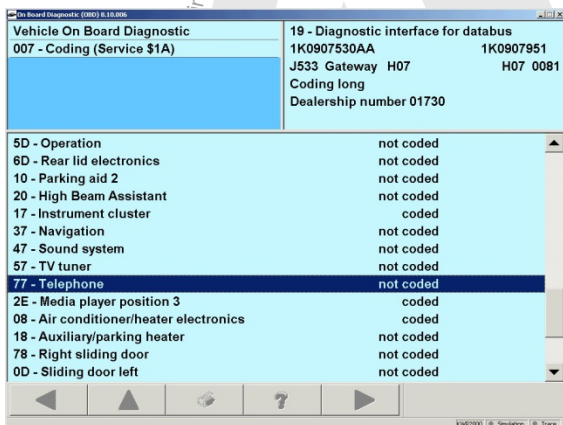 On Board Diagnostic (OBD) 8.10.006
Vehicle On Board Diagnostic
007 - Coding (Service $1A)
19 - Diagnostic interface for databus
1K0907530AA 1K0907951
J533 Gateway H07 H07 0081
Coding long
Dealership number 01730
5D - Operation not coded
6D - Rear lid electronics not coded
10 - Parking aid 2 not coded
20 - High Beam Assistant not coded
17 - Instrument cluster coded
37 - Navigation not coded
47 - Sound system not coded
57 - TV tuner not coded
77 - Telephone not coded
2E - Media player position 3 coded
08 - Air conditioner/heater electronics coded
18 - Auxiliary/parking heater not coded
78 - Right sliding door not coded
0D - Sliding door left not coded
?
KWP2000 Simulation Trace